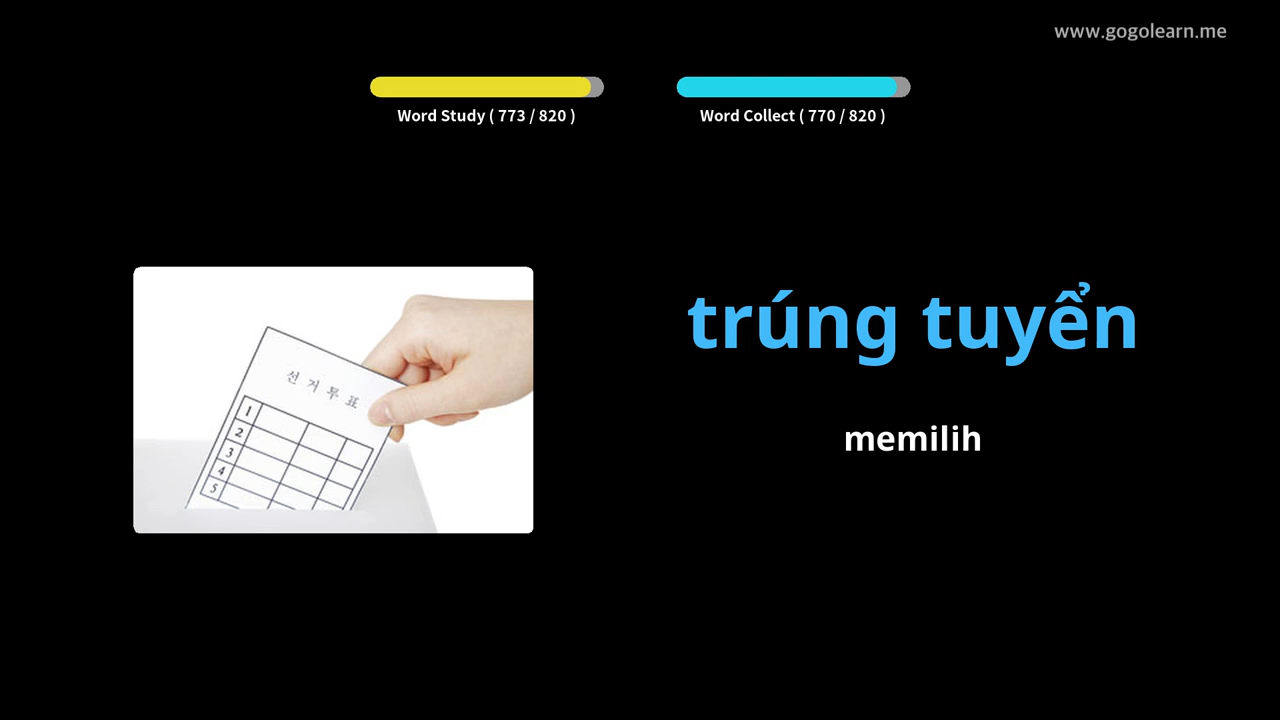 www.gogolearn.me
Word Study ( 773 / 820 )
Word Collect ( 770 / 820 )
선거투표
1
2
3
4
5
trúng tuyển
memilih